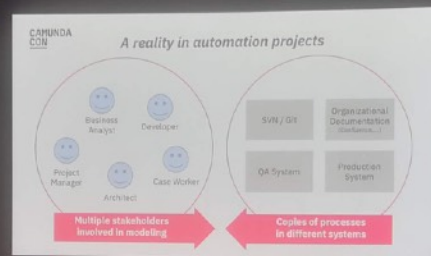 CAMUNDA
CON
A reality in automation projects
Business
Analyst
Developer
Project
Manager
Architect
Case Worker
SVN / Git
Organizational
Documentation
(Confluence...)
QA System
Production
System
Multiple stakeholders
involved in modeling
Copies of processes
in different systems